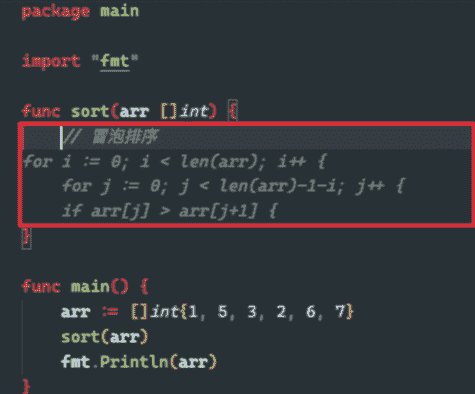 package main
import "fmt"
func sort(arr []int) {
// 冒泡排序
for i := 0; i < len(arr); i++ {
for j := 0; j < len(arr)-1-i; j++ {
if arr[j] > arr[j+1] {
}
func main() {
arr := []int{1, 5, 3, 2, 6, 7}
sort(arr)
fmt.Println(arr)
}